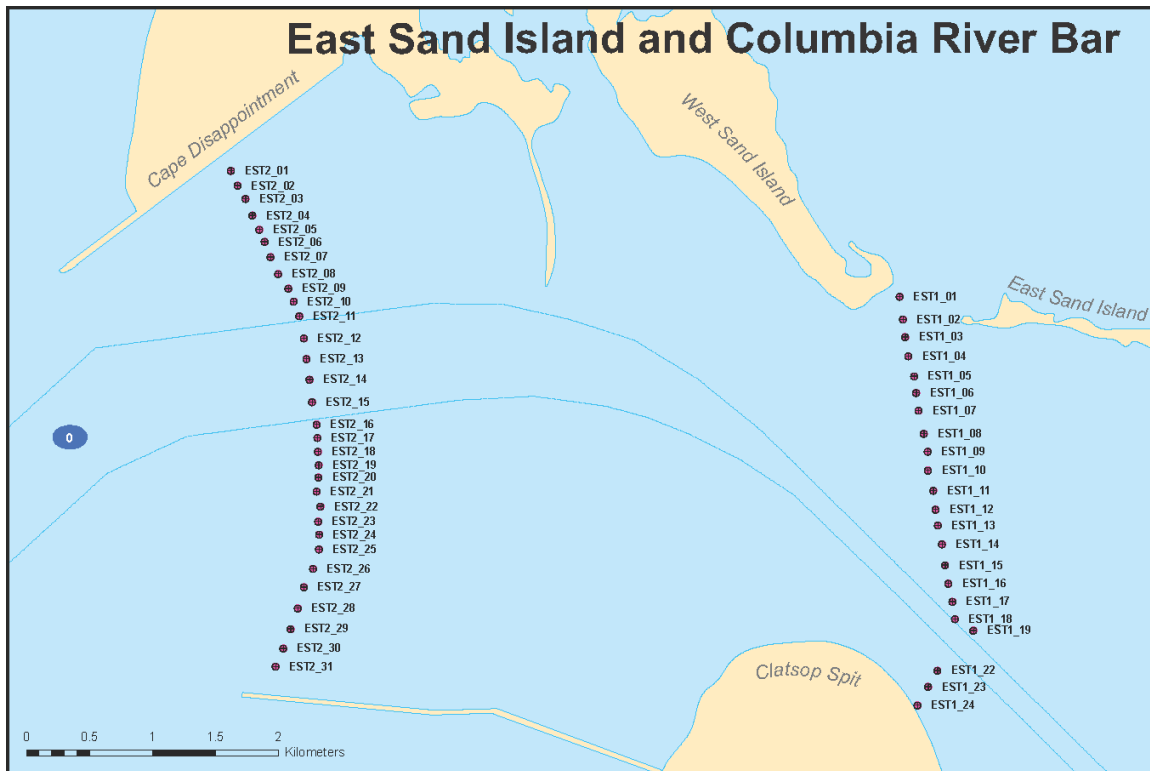 East Sand Island and Columbia River Bar
Cape Disappointment
West Sand Island
East Sand Island
EST2_01
EST2_02
EST2_03
EST2_04
EST2_05
EST2_06
EST2_07
EST2_08
EST2_09
EST2_10
EST2_11
EST2_12
EST2_13
EST2_14
EST2_15
EST2_16
EST2_17
EST2_18
EST2_19
EST2_20
EST2_21
EST2_22
EST2_23
EST2_24
EST2_25
EST2_26
EST2_27
EST2_28
EST2_29
EST2_30
EST2_31
0
EST1_01
EST1_02
EST1_03
EST1_04
EST1_05
EST1_06
EST1_07
EST1_08
EST1_09
EST1_10
EST1_11
EST1_12
EST1_13
EST1_14
EST1_15
EST1_16
EST1_17
EST1_18
EST1_19
EST1_22
EST1_23
EST1_24
Clatsop Spit
0 0.5 1 1.5 2
Kilometers